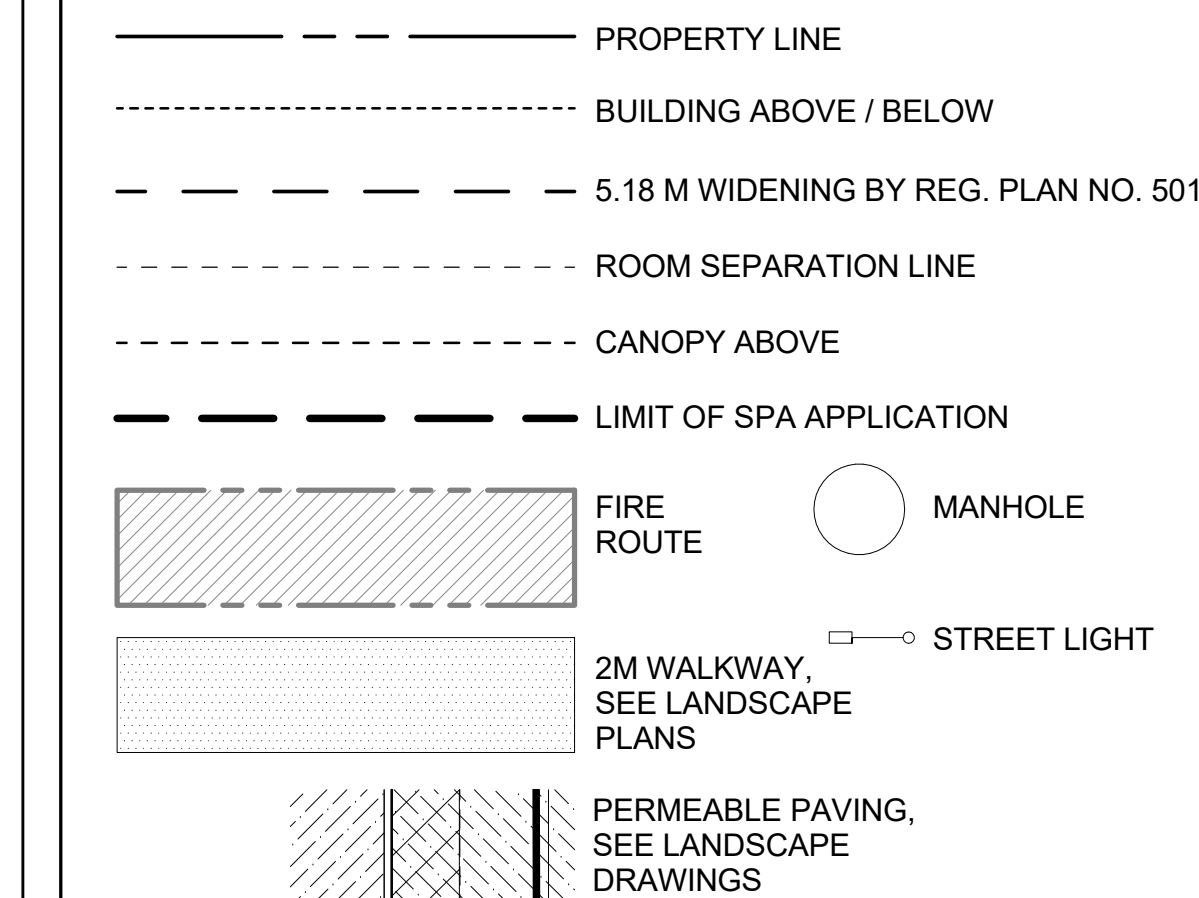 PROPERTY LINE
BUILDING ABOVE / BELOW
5.18 M WIDENING BY REG. PLAN NO. 501
ROOM SEPARATION LINE
CANOPY ABOVE
LIMIT OF SPA APPLICATION
FIRE
ROUTE
MANHOLE
STREET LIGHT
2M WALKWAY,
SEE LANDSCAPE
PLANS
PERMEABLE PAVING,
SEE LANDSCAPE
DRAWINGS